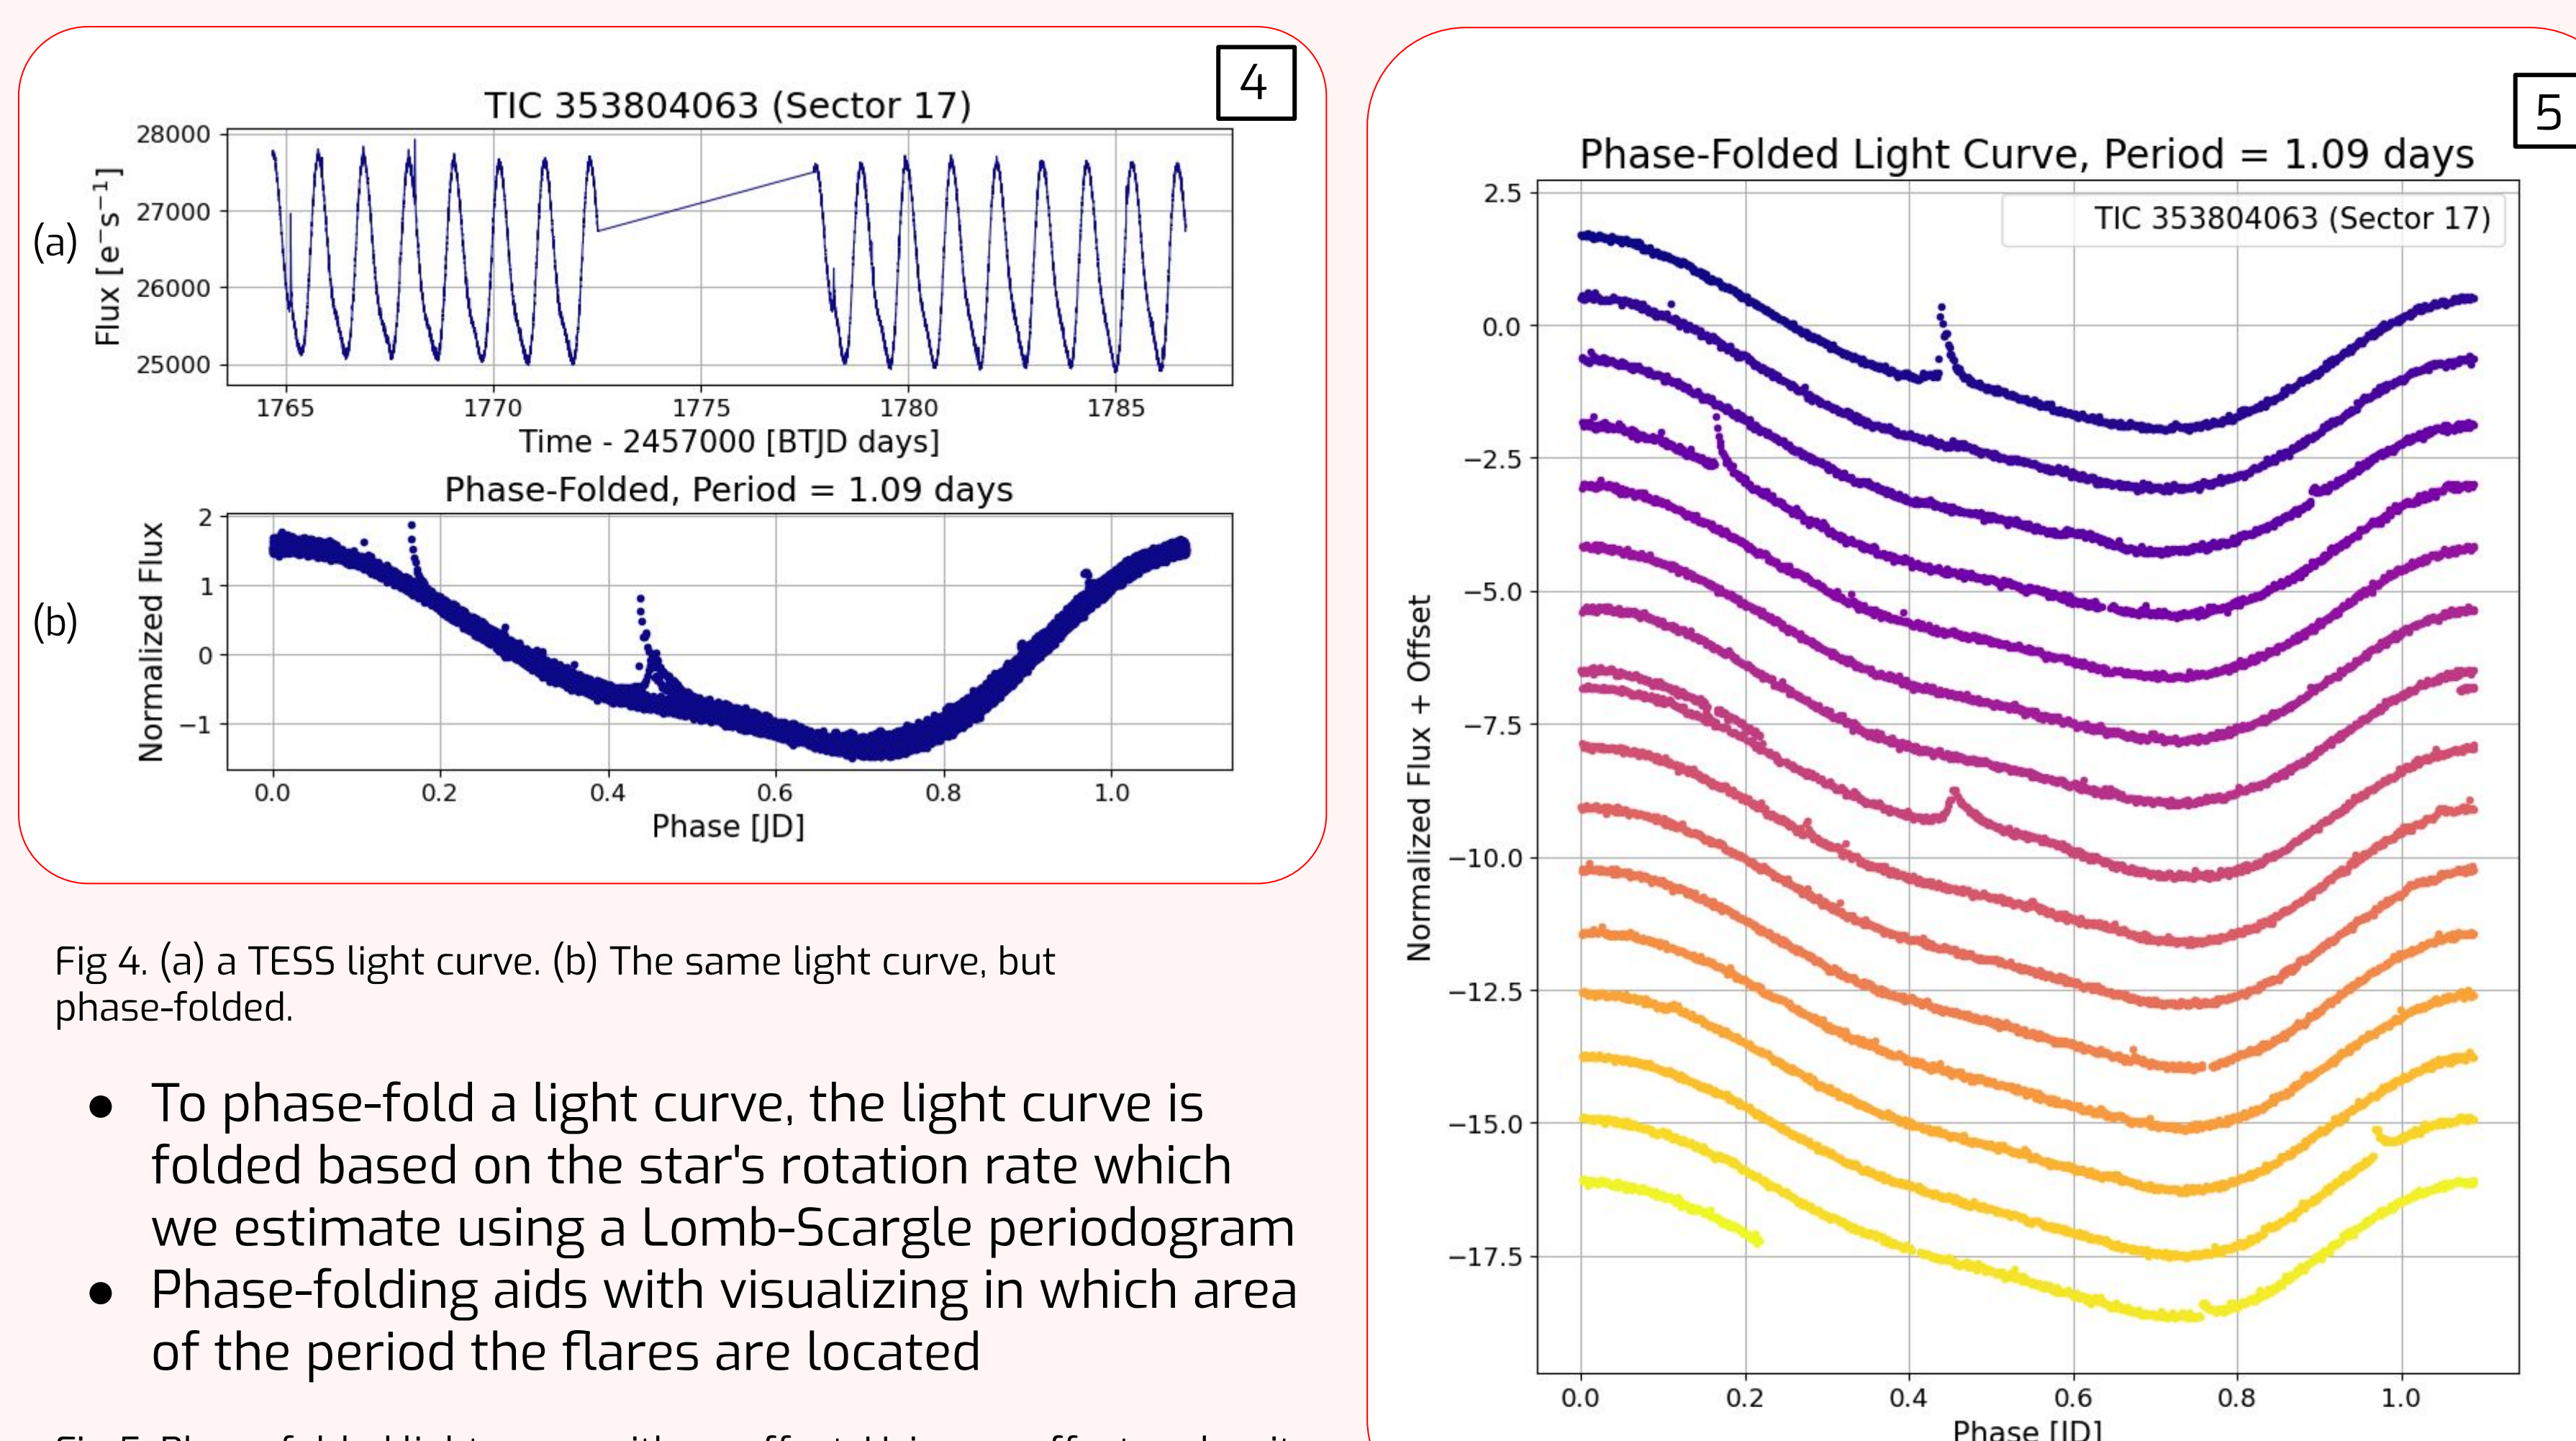 4
TIC 353804063 (Sector 17)
(a)
Flux [e⁻s⁻¹]
28000
27000
26000
25000
1765 1770 1775 1780 1785
Time - 2457000 [BTJD days]
Phase-Folded, Period = 1.09 days
(b)
Normalized Flux
2
1
0
−1
0.0 0.2 0.4 0.6 0.8 1.0
Phase [JD]
Fig 4. (a) a TESS light curve. (b) The same light curve, but
phase-folded.
● To phase-fold a light curve, the light curve is
folded based on the star's rotation rate which
we estimate using a Lomb-Scargle periodogram
● Phase-folding aids with visualizing in which area
of the period the flares are located
5
Phase-Folded Light Curve, Period = 1.09 days
TIC 353804063 (Sector 17)
Normalized Flux + Offset
2.5
0.0
−2.5
−5.0
−7.5
−10.0
−12.5
−15.0
−17.5
0.0 0.2 0.4 0.6 0.8 1.0
Phase [JD]